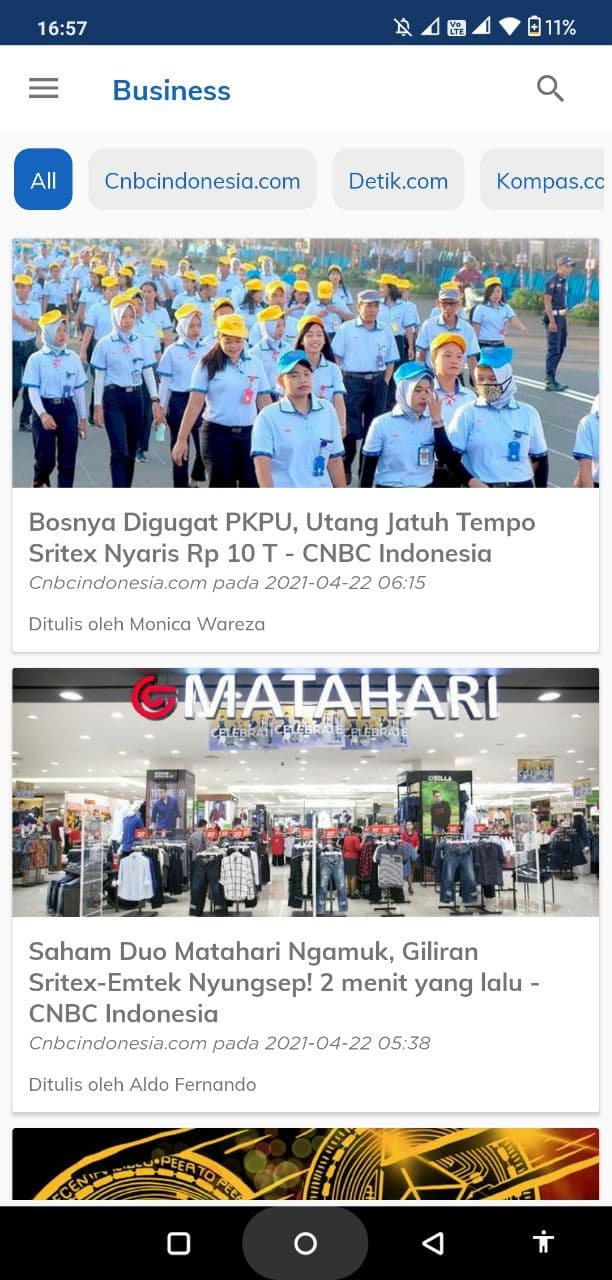 16:57
Vo
LTE
11%
Business
All
Cnbcindonesia.com
Detik.com
Kompas.co
Bosnya Digugat PKPU, Utang Jatuh Tempo
Sritex Nyaris Rp 10 T - CNBC Indonesia
Cnbcindonesia.com pada 2021-04-22 06:15
Ditulis oleh Monica Wareza
MATAHARI
CELEBRATE CELEBRATE CELEBRATE
OSELLA
Saham Duo Matahari Ngamuk, Giliran
Sritex-Emtek Nyungsep! 2 menit yang lalu -
CNBC Indonesia
Cnbcindonesia.com pada 2021-04-22 05:38
Ditulis oleh Aldo Fernando
PEER TO PEER